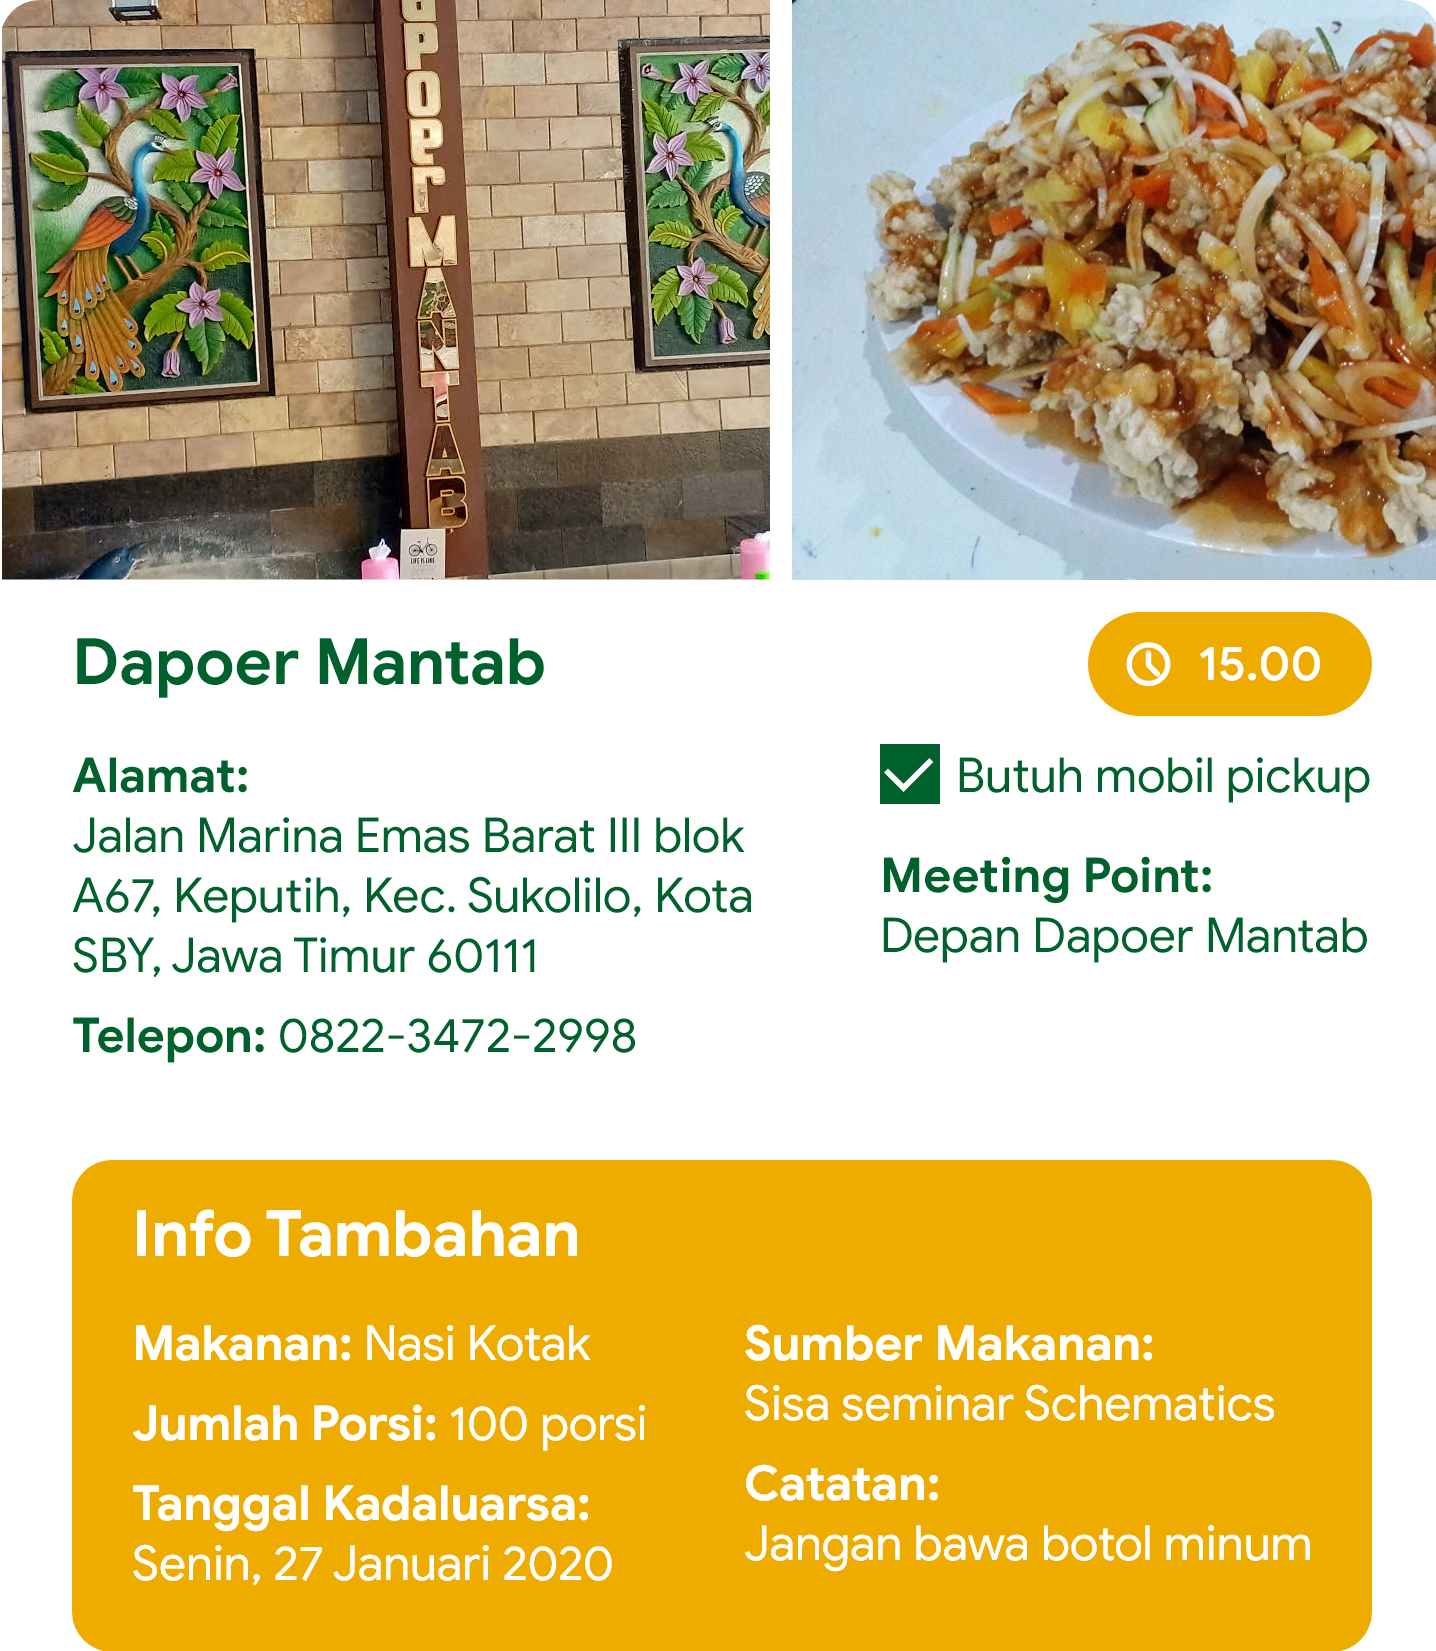 DAPOER MANTAB
LIFE IS LIKE
Dapoer Mantab
15.00
Alamat:
Jalan Marina Emas Barat III blok
A67, Keputih, Kec. Sukolilo, Kota
SBY, Jawa Timur 60111
Telepon: 0822-3472-2998
Butuh mobil pickup
Meeting Point:
Depan Dapoer Mantab
Info Tambahan
Makanan: Nasi Kotak
Jumlah Porsi: 100 porsi
Tanggal Kadaluarsa:
Senin, 27 Januari 2020
Sumber Makanan:
Sisa seminar Schematics
Catatan:
Jangan bawa botol minum